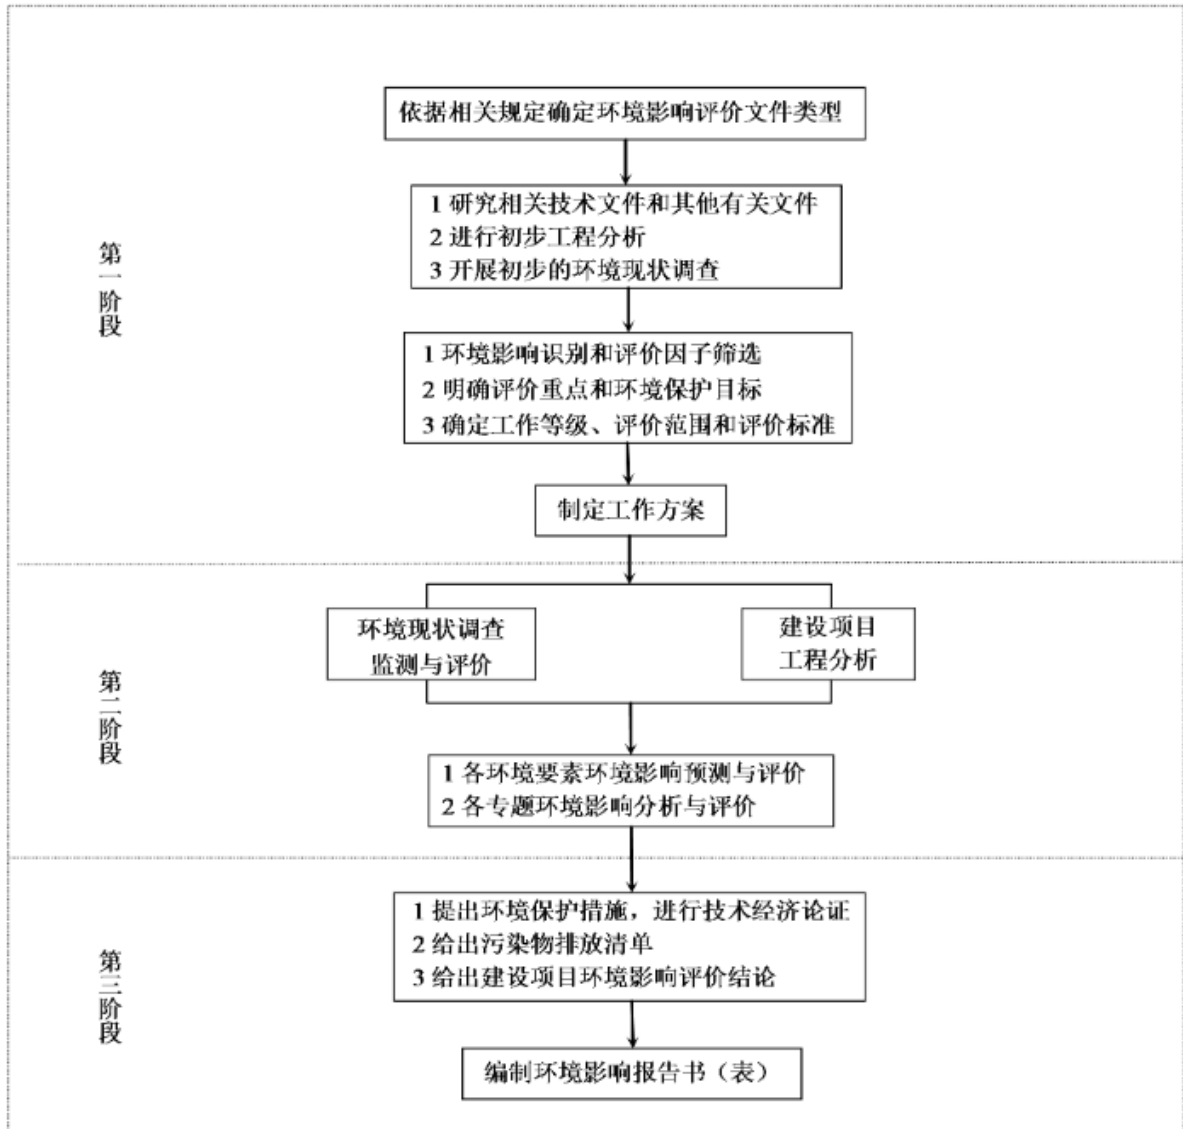 依据相关规定确定环境影响评价文件类型
1 研究相关技术文件和其他有关文件
2 进行初步工程分析
3 开展初步的环境现状调查
第一阶段
1 环境影响识别和评价因子筛选
2 明确评价重点和环境保护目标
3 确定工作等级、评价范围和评价标准
制定工作方案
环境现状调查
监测与评价
建设项目
工程分析
第二阶段
1 各环境要素环境影响预测与评价
2 各专题环境影响分析与评价
1 提出环境保护措施，进行技术经济论证
2 给出污染物排放清单
3 给出建设项目环境影响评价结论
第三阶段
编制环境影响报告书（表）